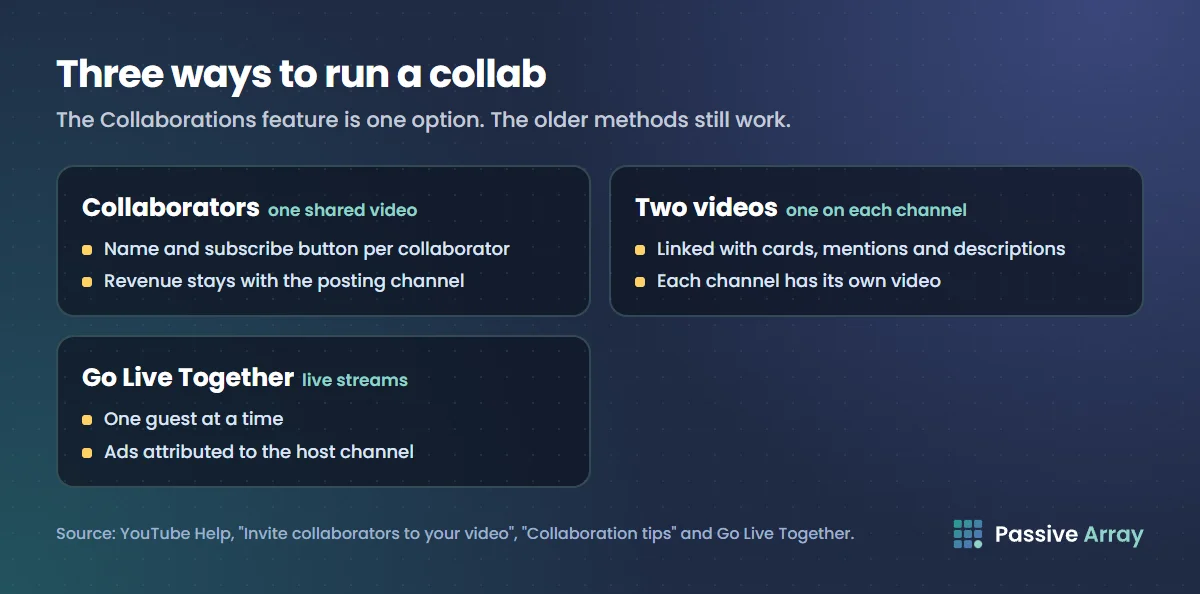 Three ways to run a collab
The Collaborations feature is one option. The older methods still work.
Collaborators one shared video
Name and subscribe button per collaborator
Revenue stays with the posting channel
Two videos one on each channel
Linked with cards, mentions and descriptions
Each channel has its own video
Go Live Together live streams
One guest at a time
Ads attributed to the host channel
Source: YouTube Help, "Invite collaborators to your video", "Collaboration tips" and Go Live Together.
Passive Array